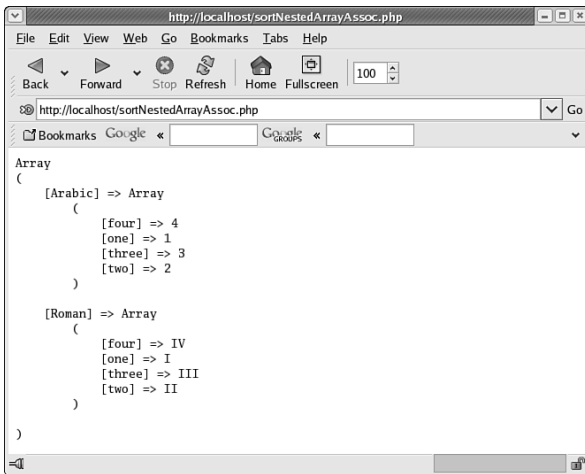 http://localhost/sortNestedArrayAssoc.php
File Edit View Web Go Bookmarks Tabs Help
Back Forward Stop Refresh Home Fullscreen 100
http://localhost/sortNestedArrayAssoc.php Go
Bookmarks Google « Google GROUPS «
Array
(
    [Arabic] => Array
        (
            [four] => 4
            [one] => 1
            [three] => 3
            [two] => 2
        )

    [Roman] => Array
        (
            [four] => IV
            [one] => I
            [three] => III
            [two] => II
        )

)